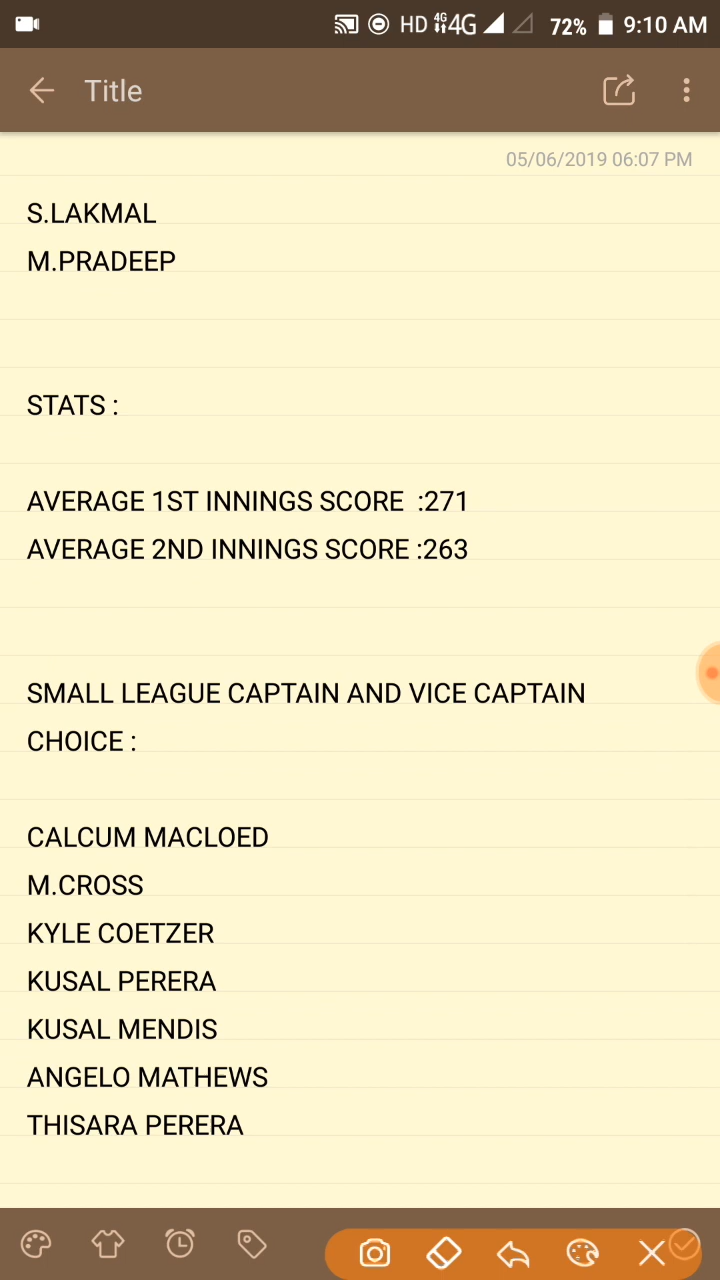 HD 4G 4G 72% 9:10 AM
Title
05/06/2019 06:07 PM
S.LAKMAL
M.PRADEEP
STATS :
AVERAGE 1ST INNINGS SCORE  :271
AVERAGE 2ND INNINGS SCORE :263
SMALL LEAGUE CAPTAIN AND VICE CAPTAIN
CHOICE :
CALCUM MACLOED
M.CROSS
KYLE COETZER
KUSAL PERERA
KUSAL MENDIS
ANGELO MATHEWS
THISARA PERERA